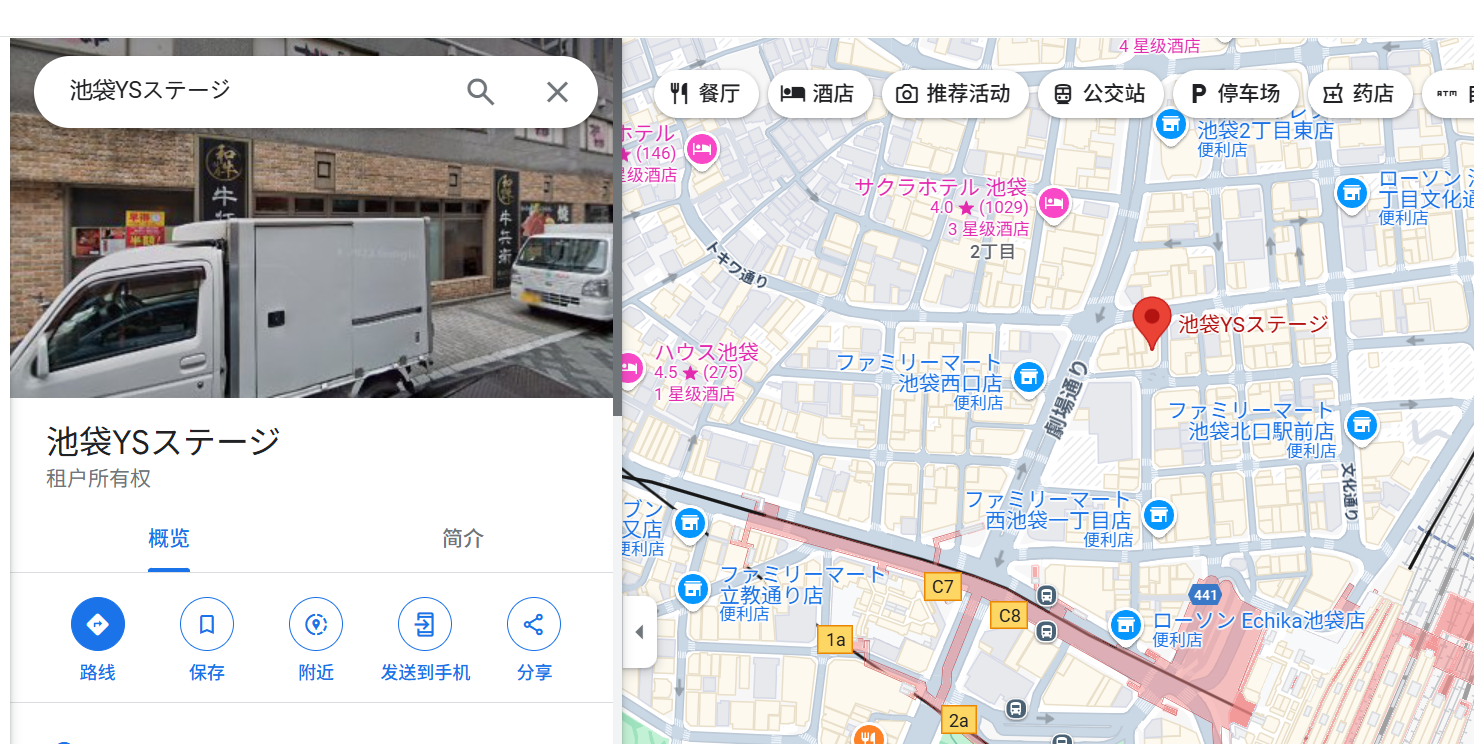 池袋YSステージ
和牛
牛
早得
半額!
牛兵衛
焼
池袋YSステージ
租户所有权
概览
简介
路线
保存
附近
发送到手机
分享
4 星级酒店
餐厅
酒店
推荐活动
公交站
停车场
药店
ATM
池袋2丁目東店
便利店
ホテル
(146)
星级酒店
サクラホテル 池袋
4.0 ★ (1029)
3 星级酒店
2丁目
ローソン
丁目文化通
便利店
トキワ通り
池袋YSステージ
ハウス池袋
4.5 ★ (275)
1 星级酒店
ファミリーマート
池袋西口店
便利店
劇場通り
ファミリーマート
池袋北口駅前店
便利店
文化通り
ファミリーマート
西池袋一丁目店
便利店
ブン
又店
便利店
ファミリーマート
立教通り店
便利店
C7
C8
441
ローソン Echika池袋店
便利店
1a
2a